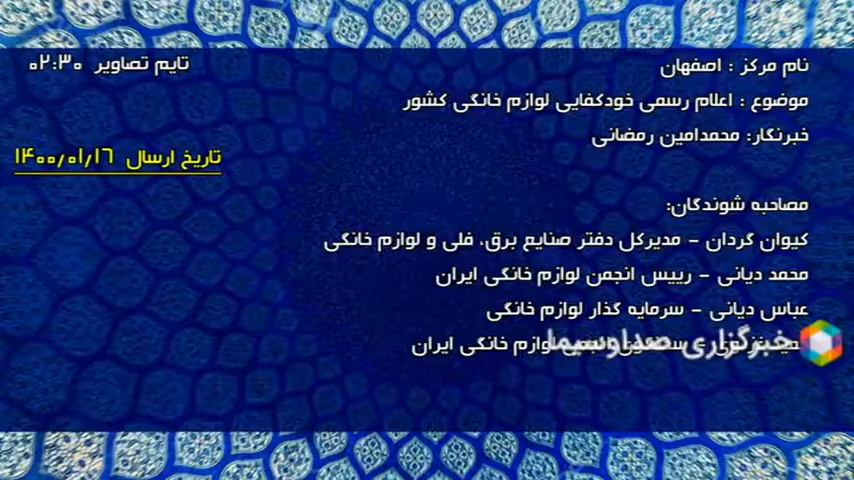 نام مرکز : اصفهان
تایم تصاویر ۰۲:۳۰
موضوع : اعلام رسمی خودکفایی لوازم خانگی کشور
خبرنگار: محمدامین رمضانی
تاریخ ارسال ۱۴۰۰/۰۱/۱۶
مصاحبه شوندگان:
کیوان گردان - مدیرکل دفتر صنایع برق، فلی و لوازم خانگی
محمد دیانی - رییس انجمن لوازم خانگی ایران
عباس دیانی - سرمایه گذار لوازم خانگی
انجمن لوازم خانگی ایران
خبرگزاری صداوسیما